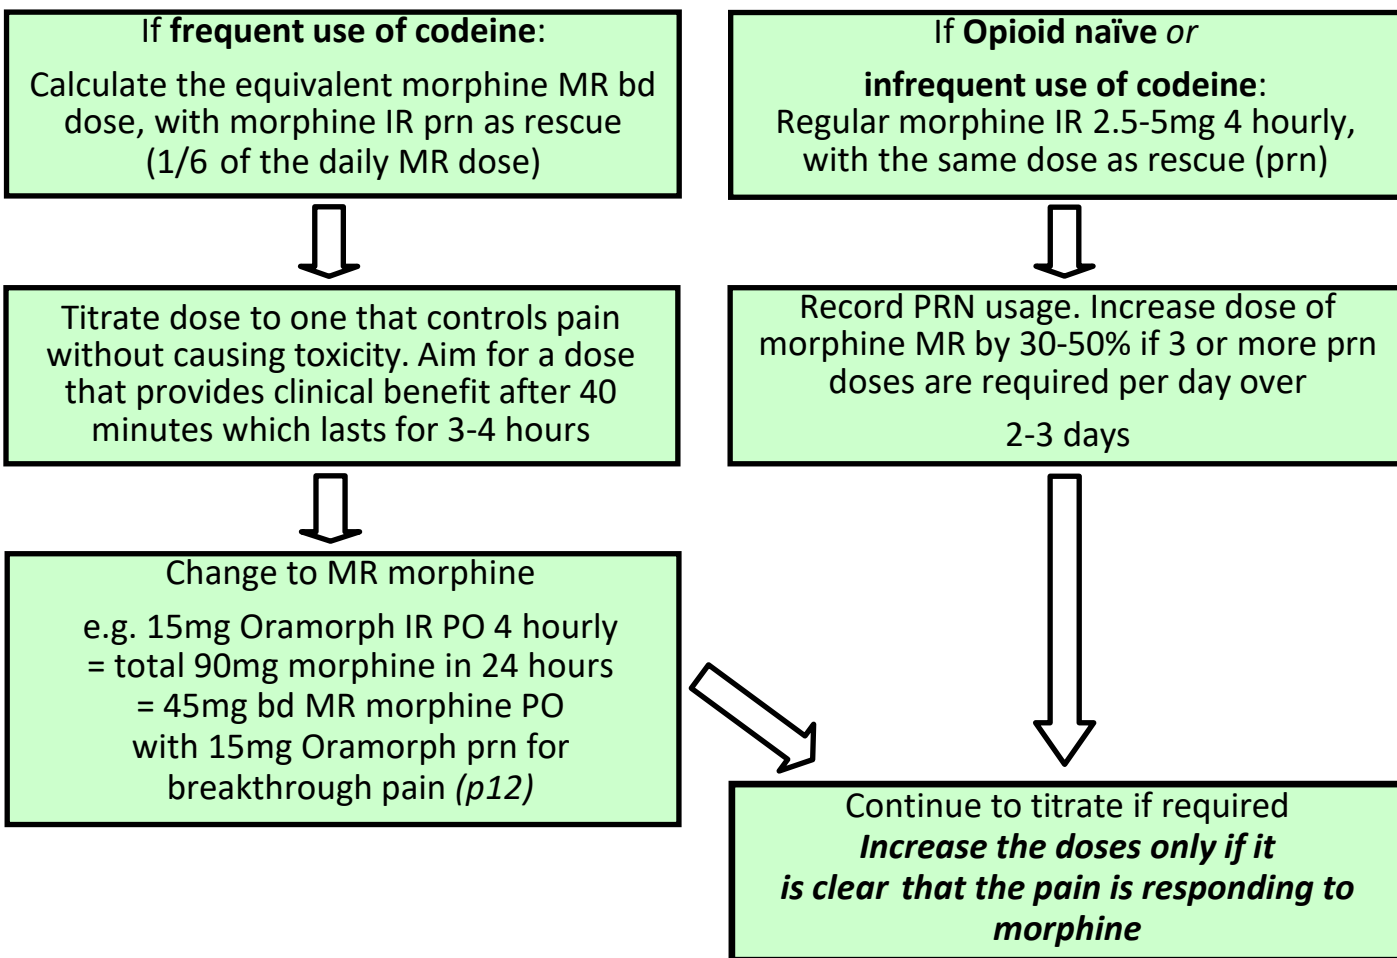 If frequent use of codeine:
Calculate the equivalent morphine MR bd
dose, with morphine IR prn as rescue
(1/6 of the daily MR dose)
If Opioid naïve or
infrequent use of codeine:
Regular morphine IR 2.5-5mg 4 hourly,
with the same dose as rescue (prn)
Titrate dose to one that controls pain
without causing toxicity. Aim for a dose
that provides clinical benefit after 40
minutes which lasts for 3-4 hours
Record PRN usage. Increase dose of
morphine MR by 30-50% if 3 or more prn
doses are required per day over
2-3 days
Change to MR morphine
e.g. 15mg Oramorph IR PO 4 hourly
= total 90mg morphine in 24 hours
= 45mg bd MR morphine PO
with 15mg Oramorph prn for
breakthrough pain (p12)
Continue to titrate if required
Increase the doses only if it
is clear that the pain is responding to
morphine